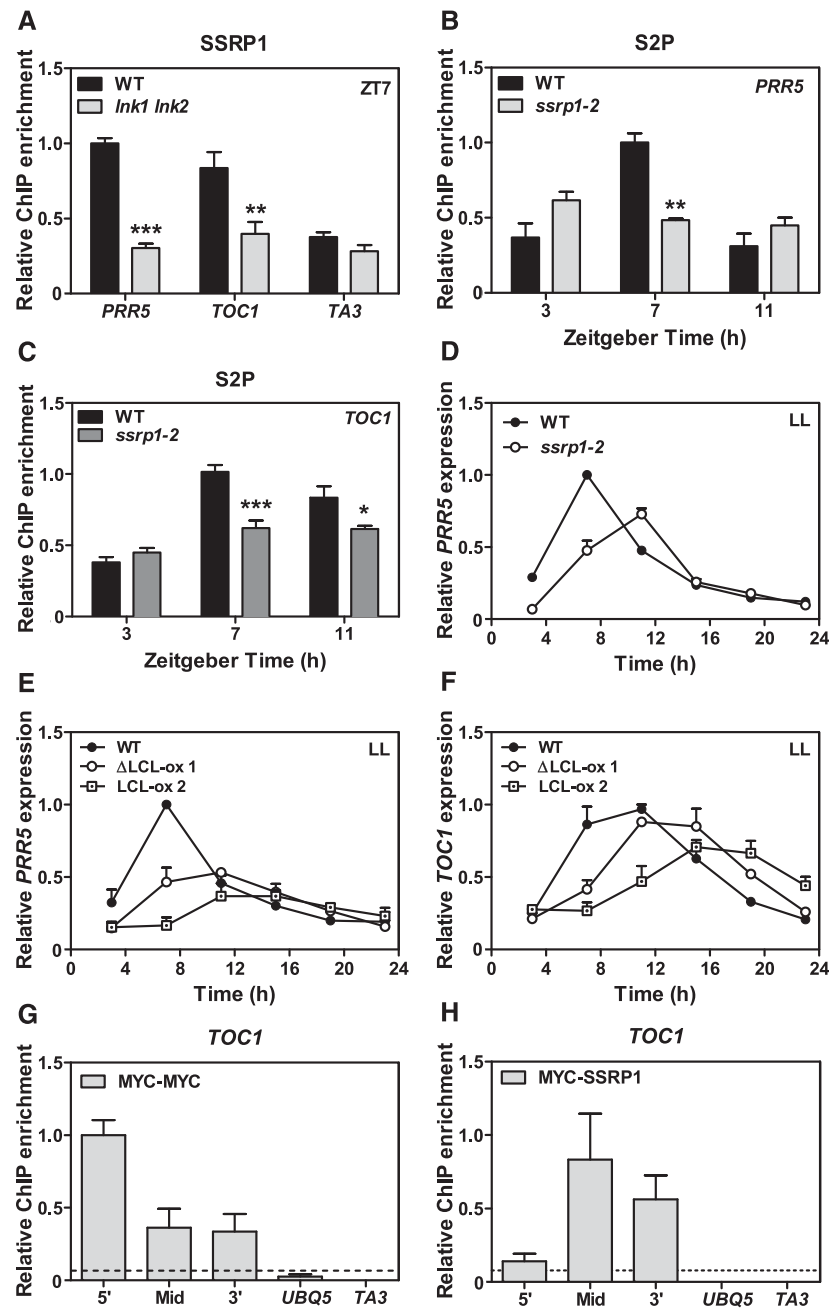 A
SSRP1
Relative ChIP enrichment
1.5
1.0
0.5
0
WT
lnk1 lnk2
ZT7
***
**
PRR5 TOC1 TA3
B
S2P
Relative ChIP enrichment
1.5
1.0
0.5
0
WT
ssrp1-2
PRR5
**
3 7 11
Zeitgeber Time (h)
C
S2P
Relative ChIP enrichment
1.5
1.0
0.5
0
WT
ssrp1-2
TOC1
***
*
3 7 11
Zeitgeber Time (h)
D
Relative PRR5 expression
1.5
1.0
0.5
0
WT
ssrp1-2
LL
0 4 8 12 16 20 24
Time (h)
E
Relative PRR5 expression
1.5
1.0
0.5
0
WT
ΔLCL-ox 1
LCL-ox 2
LL
0 4 8 12 16 20 24
Time (h)
F
Relative TOC1 expression
1.5
1.0
0.5
0
WT
ΔLCL-ox 1
LCL-ox 2
LL
0 4 8 12 16 20 24
Time (h)
G
TOC1
Relative ChIP enrichment
1.5
1.0
0.5
0
MYC-MYC
5' Mid 3' UBQ5 TA3
H
TOC1
Relative ChIP enrichment
1.5
1.0
0.5
0
MYC-SSRP1
5' Mid 3' UBQ5 TA3